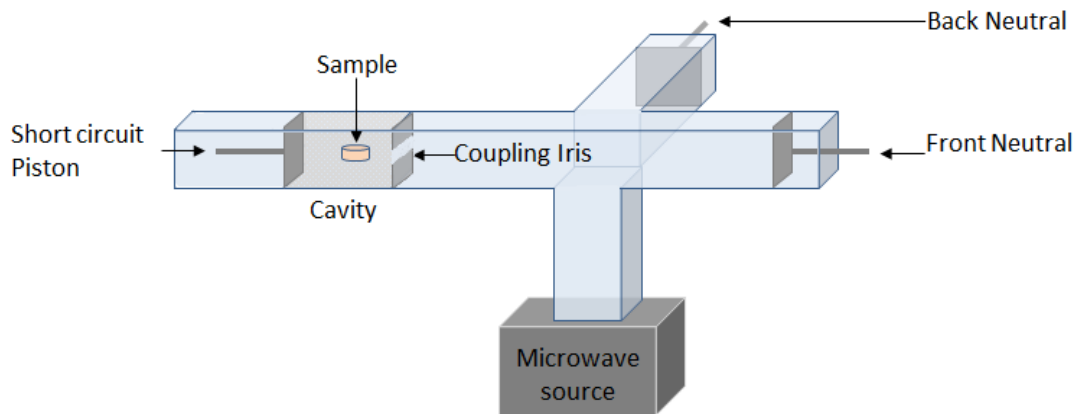 Back Neutral
Sample
Short circuit
Piston
Coupling Iris
Front Neutral
Cavity
Microwave
source